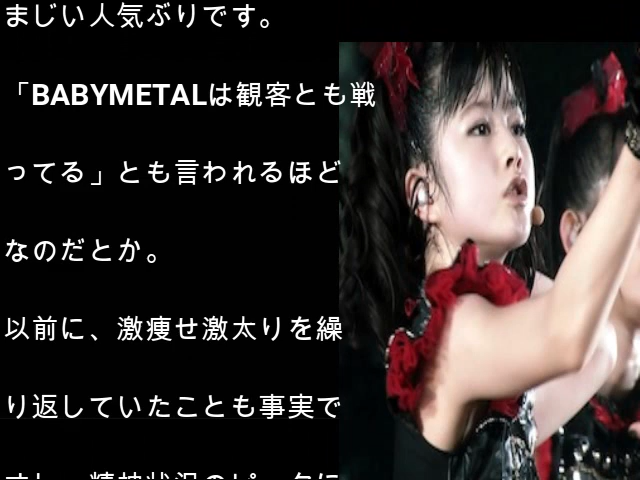 まじい人気ぶりです。
「BABYMETALは観客とも戦
ってる」とも言われるほど
なのだとか。
以前に、激痩せ激太りを繰
り返していたことも事実で